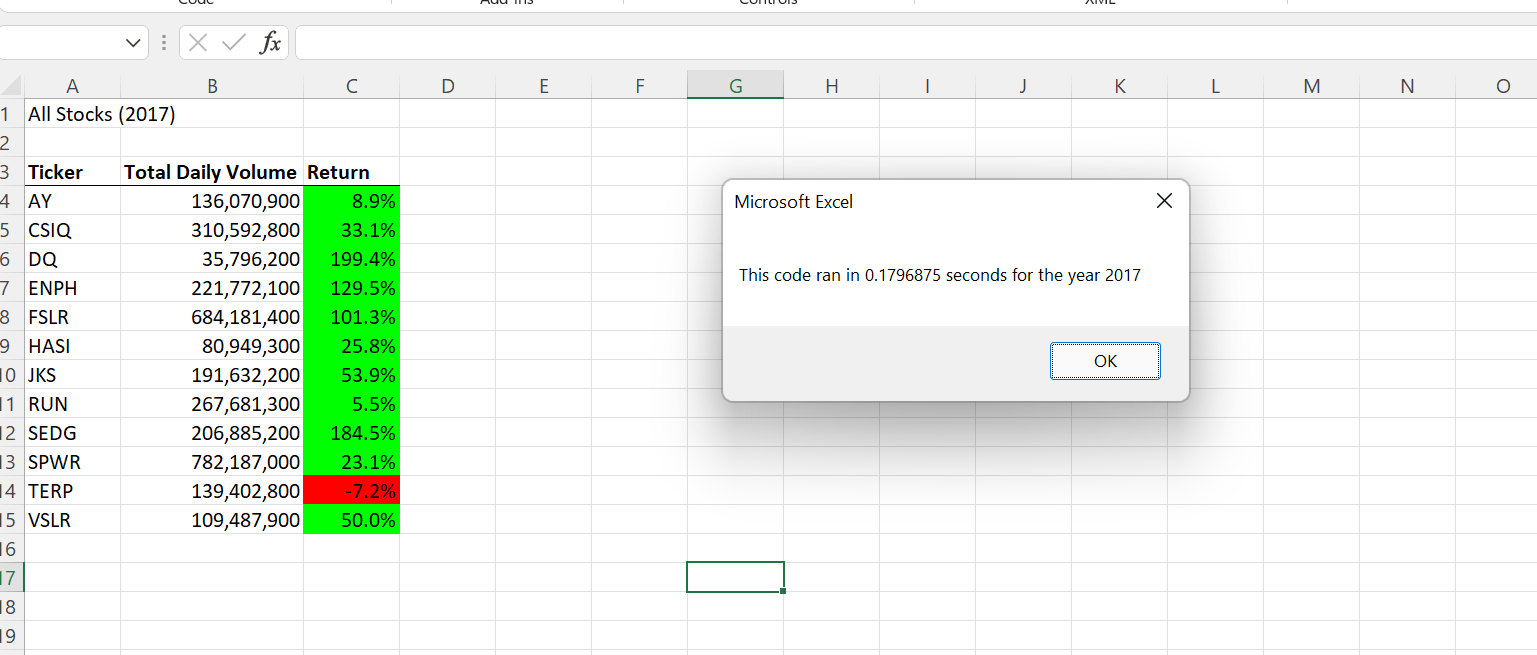 Code Add-ins Controls XML
fx
A B C D E F G H I J K L M N O
1 All Stocks (2017)
2
3 Ticker Total Daily Volume Return
4 AY 136,070,900 8.9%
5 CSIQ 310,592,800 33.1%
6 DQ 35,796,200 199.4%
7 ENPH 221,772,100 129.5%
8 FSLR 684,181,400 101.3%
9 HASI 80,949,300 25.8%
10 JKS 191,632,200 53.9%
11 RUN 267,681,300 5.5%
12 SEDG 206,885,200 184.5%
13 SPWR 782,187,000 23.1%
14 TERP 139,402,800 -7.2%
15 VSLR 109,487,900 50.0%
16
17
18
19
Microsoft Excel
This code ran in 0.1796875 seconds for the year 2017
OK